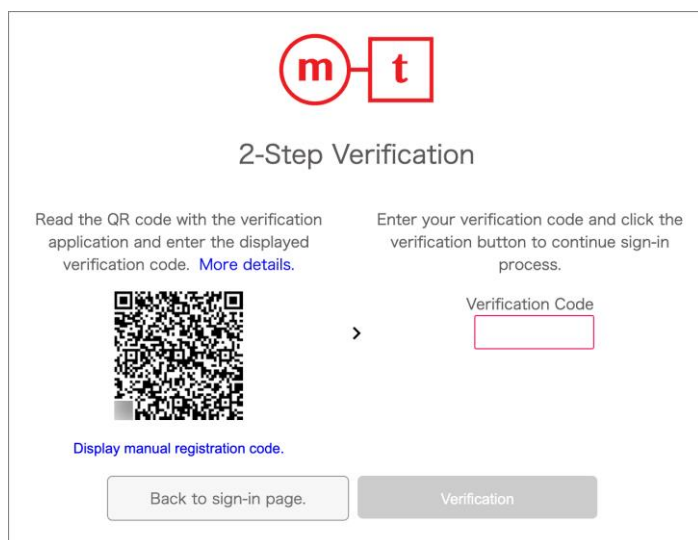 m t
2-Step Verification
Read the QR code with the verification
application and enter the displayed
verification code. More details.
Display manual registration code.
Enter your verification code and click the
verification button to continue sign-in
process.
Verification Code
Back to sign-in page.
Verification